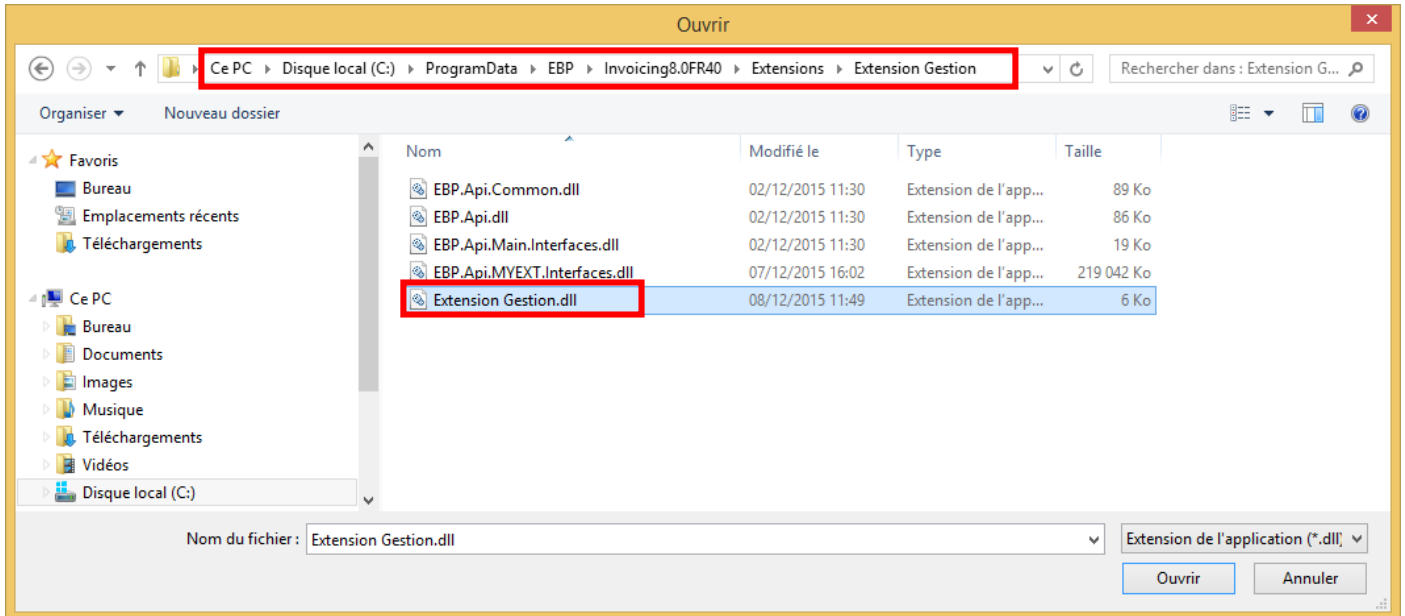 Ouvrir
Ce PC Disque local (C:) ProgramData EBP Invoicing8.0FR40 Extensions Extension Gestion Rechercher dans : Extension G...
Organiser Nouveau dossier
Favoris
Bureau
Emplacements récents
Téléchargements
Ce PC
Bureau
Documents
Images
Musique
Téléchargements
Vidéos
Disque local (C:)
Nom Modifié le Type Taille
EBP.Api.Common.dll 02/12/2015 11:30 Extension de l'app... 89 Ko
EBP.Api.dll 02/12/2015 11:30 Extension de l'app... 86 Ko
EBP.Api.Main.Interfaces.dll 02/12/2015 11:30 Extension de l'app... 19 Ko
EBP.Api.MYEXT.Interfaces.dll 07/12/2015 16:02 Extension de l'app... 219 042 Ko
Extension Gestion.dll 08/12/2015 11:49 Extension de l'app... 6 Ko
Nom du fichier : Extension Gestion.dll Extension de l'application (*.dll)
Ouvrir Annuler